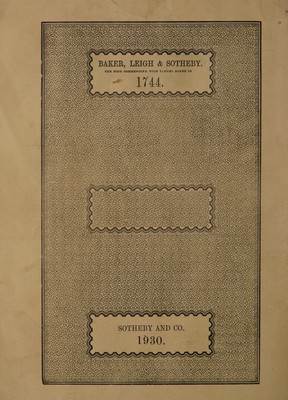 BAKER, LEIGH & SOTHEBY.
1744.
SOTHEBY AND CO.
1930.